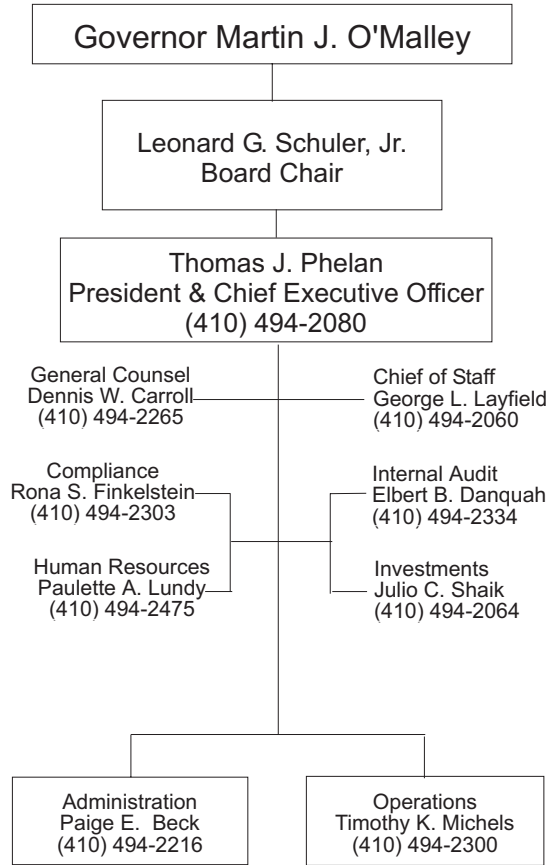 Governor Martin J. O'Malley
Leonard G. Schuler, Jr.
Board Chair
Thomas J. Phelan
President & Chief Executive Officer
(410) 494-2080
General Counsel
Dennis W. Carroll
(410) 494-2265
Chief of Staff
George L. Layfield
(410) 494-2060
Compliance
Rona S. Finkelstein
(410) 494-2303
Internal Audit
Elbert B. Danquah
(410) 494-2334
Human Resources
Paulette A. Lundy
(410) 494-2475
Investments
Julio C. Shaik
(410) 494-2064
Administration
Paige E. Beck
(410) 494-2216
Operations
Timothy K. Michels
(410) 494-2300